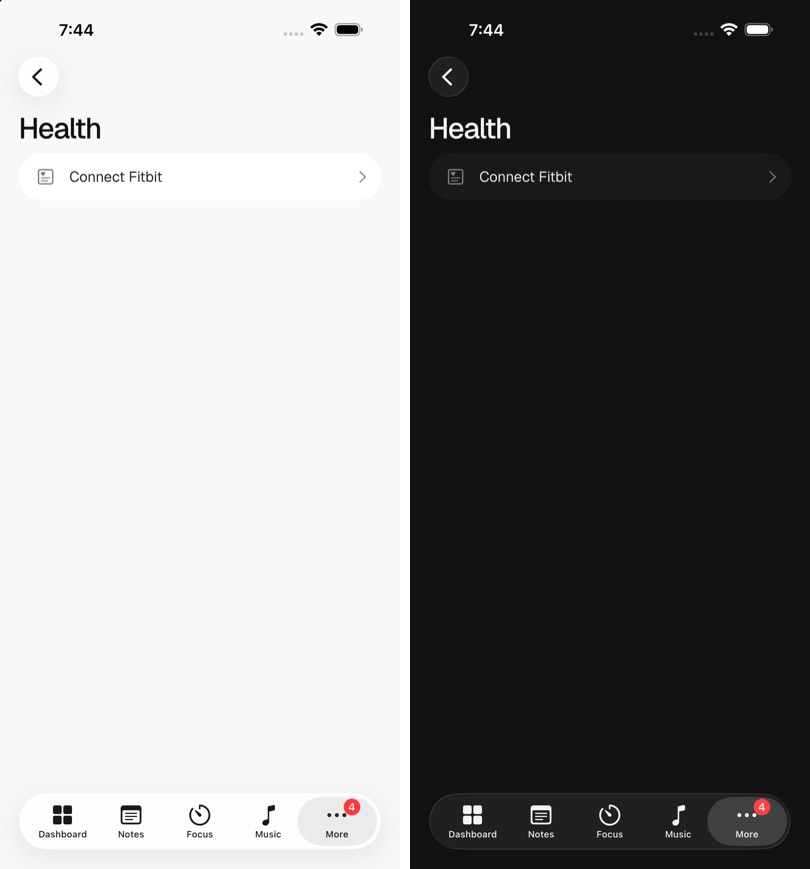 7:44
Health
Connect Fitbit
Dashboard
Notes
Focus
Music
4
More
7:44
Health
Connect Fitbit
Dashboard
Notes
Focus
Music
4
More